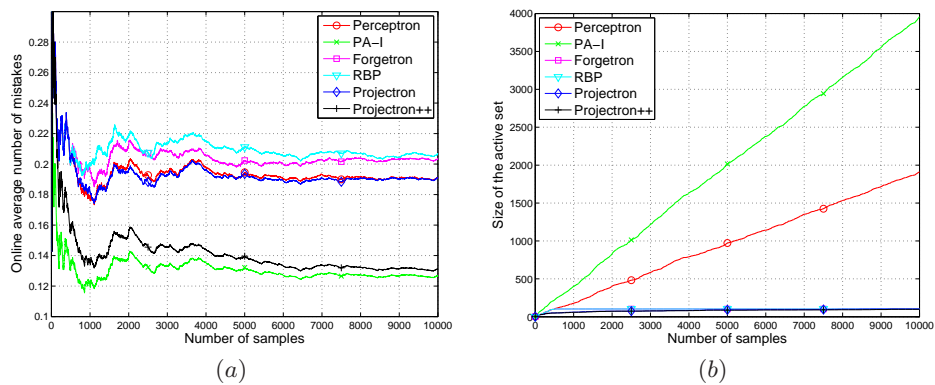 Online average number of mistakes
0.28
0.26
0.24
0.22
0.2
0.18
0.16
0.14
0.12
0.1
0 1000 2000 3000 4000 5000 6000 7000 8000 9000 10000
Number of samples
Perceptron
PA−I
Forgetron
RBP
Projectron
Projectron++
(a)
Size of the active set
4000
3500
3000
2500
2000
1500
1000
500
0
0 1000 2000 3000 4000 5000 6000 7000 8000 9000 10000
Number of samples
Perceptron
PA−I
Forgetron
RBP
Projectron
Projectron++
(b)